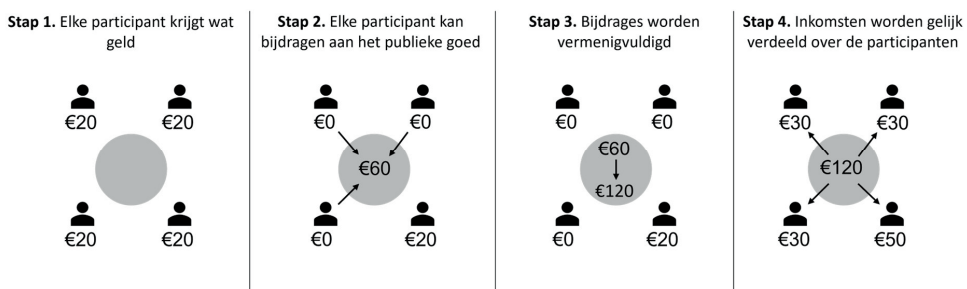 Stap 1. Elke participant krijgt wat
geld
€20 €20
€20 €20
Stap 2. Elke participant kan
bijdragen aan het publieke goed
€0 €0
€60
€0 €20
Stap 3. Bijdrages worden
vermenigvuldigd
€0 €0
€60
€120
€0 €20
Stap 4. Inkomsten worden gelijk
verdeeld over de participanten
€30 €30
€120
€30 €50